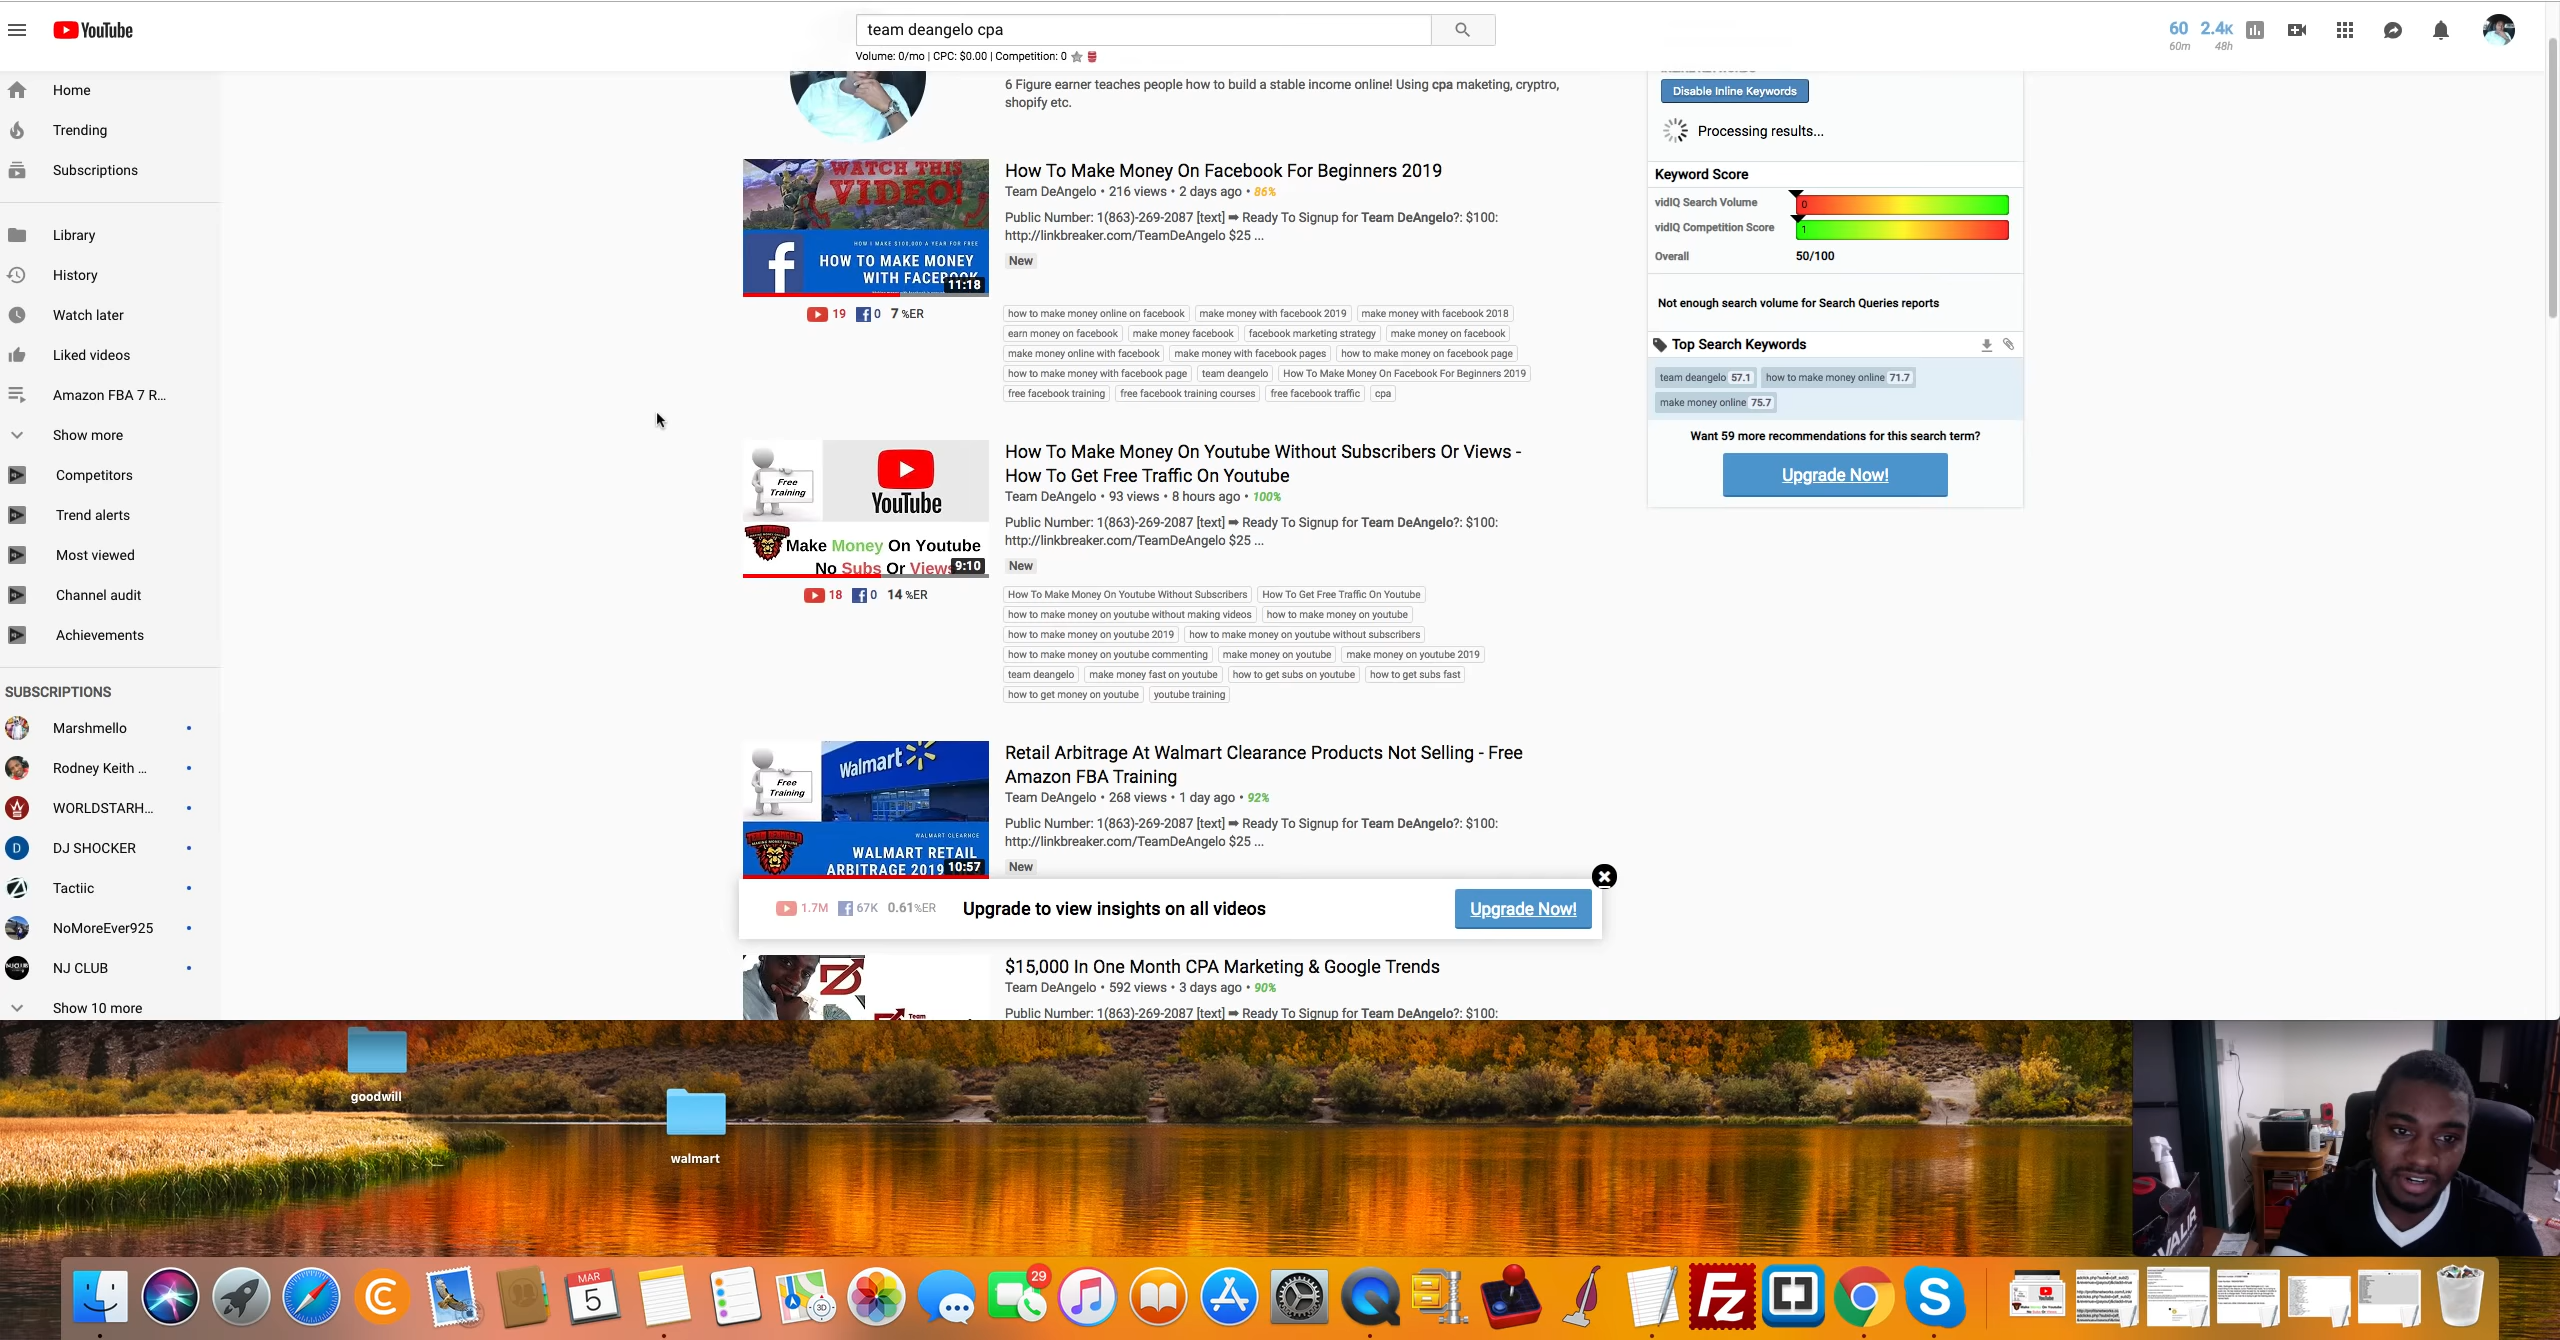 YouTube
team deangelo cpa
Volume: 0/mo | CPC: $0.00 | Competition: 0
60 2.4K
60m 48h
Home
Trending
Subscriptions
Library
History
Watch later
Liked videos
Amazon FBA 7 R...
Show more
Competitors
Trend alerts
Most viewed
Channel audit
Achievements
SUBSCRIPTIONS
Marshmello
Rodney Keith ...
WORLDSTARH...
D DJ SHOCKER
Tactiic
NoMoreEver925
NJ CLUB
Show 10 more
6 Figure earner teaches people how to build a stable income online! Using cpa maketing, crypto,
shopify etc.
WATCH THIS
VIDEO!
HOW I MAKE $100,000 A YEAR FOR FREE
HOW TO MAKE MONEY
WITH FACEBOOK
11:18
19 0 7 %ER
How To Make Money On Facebook For Beginners 2019
Team DeAngelo • 216 views • 2 days ago • 86%
Public Number: 1(863)-269-2087 [text] ➡ Ready To Signup for Team DeAngelo?: $100:
http://linkbreaker.com/TeamDeAngelo $25 ...
New
how to make money online on facebook make money with facebook 2019 make money with facebook 2018
earn money on facebook make money facebook facebook marketing strategy make money on facebook
make money online with facebook make money with facebook pages how to make money on facebook page
how to make money with facebook page team deangelo How To Make Money On Facebook For Beginners 2019
free facebook training free facebook training courses free facebook traffic cpa
Free
Training
YouTube
Make Money On Youtube
No Subs Or Views
9:10
18 0 14 %ER
How To Make Money On Youtube Without Subscribers Or Views -
How To Get Free Traffic On Youtube
Team DeAngelo • 93 views • 8 hours ago • 100%
Public Number: 1(863)-269-2087 [text] ➡ Ready To Signup for Team DeAngelo?: $100:
http://linkbreaker.com/TeamDeAngelo $25 ...
New
How To Make Money On Youtube Without Subscribers How To Get Free Traffic On Youtube
how to make money on youtube without making videos how to make money on youtube
how to make money on youtube 2019 how to make money on youtube without subscribers
how to make money on youtube commenting make money on youtube make money on youtube 2019
team deangelo make money fast on youtube how to get subs on youtube how to get subs fast
how to get money on youtube youtube training
Free
Training
Walmart
WALMART CLEARNCE
WALMART RETAIL
ARBITRAGE 2019
10:57
Retail Arbitrage At Walmart Clearance Products Not Selling - Free
Amazon FBA Training
Team DeAngelo • 268 views • 1 day ago • 92%
Public Number: 1(863)-269-2087 [text] ➡ Ready To Signup for Team DeAngelo?: $100:
http://linkbreaker.com/TeamDeAngelo $25 ...
New
1.7M 67K 0.61%ER
Upgrade to view insights on all videos
Upgrade Now!
$15,000 In One Month CPA Marketing & Google Trends
Team DeAngelo • 592 views • 3 days ago • 90%
Public Number: 1(863)-269-2087 [text] ➡ Ready To Signup for Team DeAngelo?: $100:
Team
Disable Inline Keywords
Processing results...
Keyword Score
vidIQ Search Volume
0
vidIQ Competition Score
1
Overall
50/100
Not enough search volume for Search Queries reports
Top Search Keywords
team deangelo 57.1 how to make money online 71.7
make money online 75.7
Want 59 more recommendations for this search term?
Upgrade Now!
goodwill
walmart
MAR
5
3D
29
Fz
S